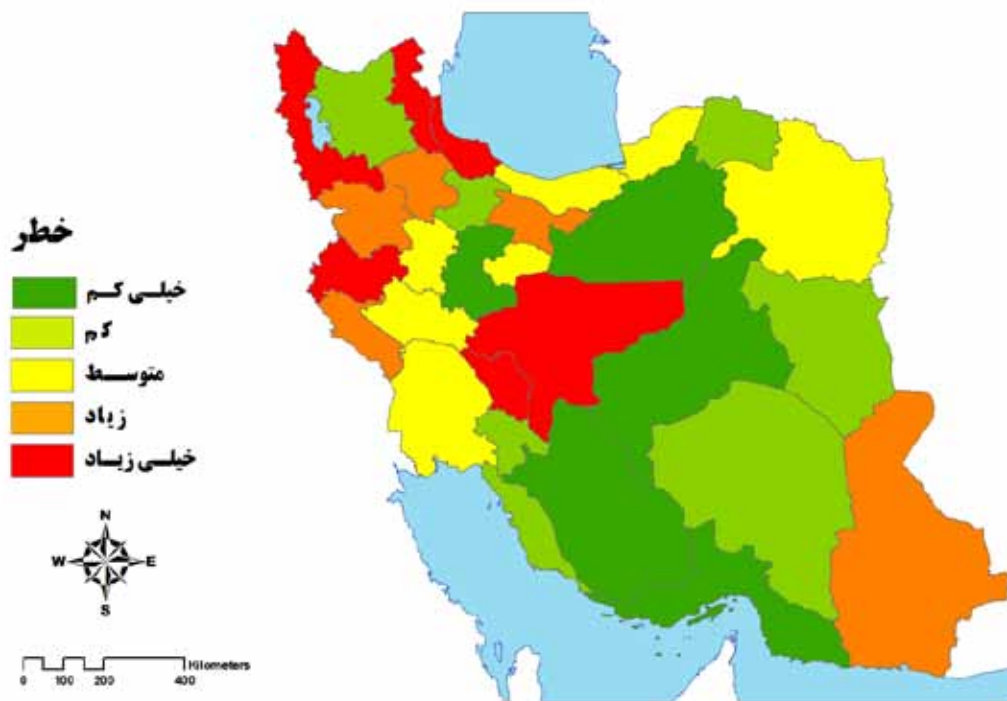 خطر
خیلی کم
کم
متوسط
زیاد
خیلی زیاد
N
W E
S
Kilometers
0 100 200 400